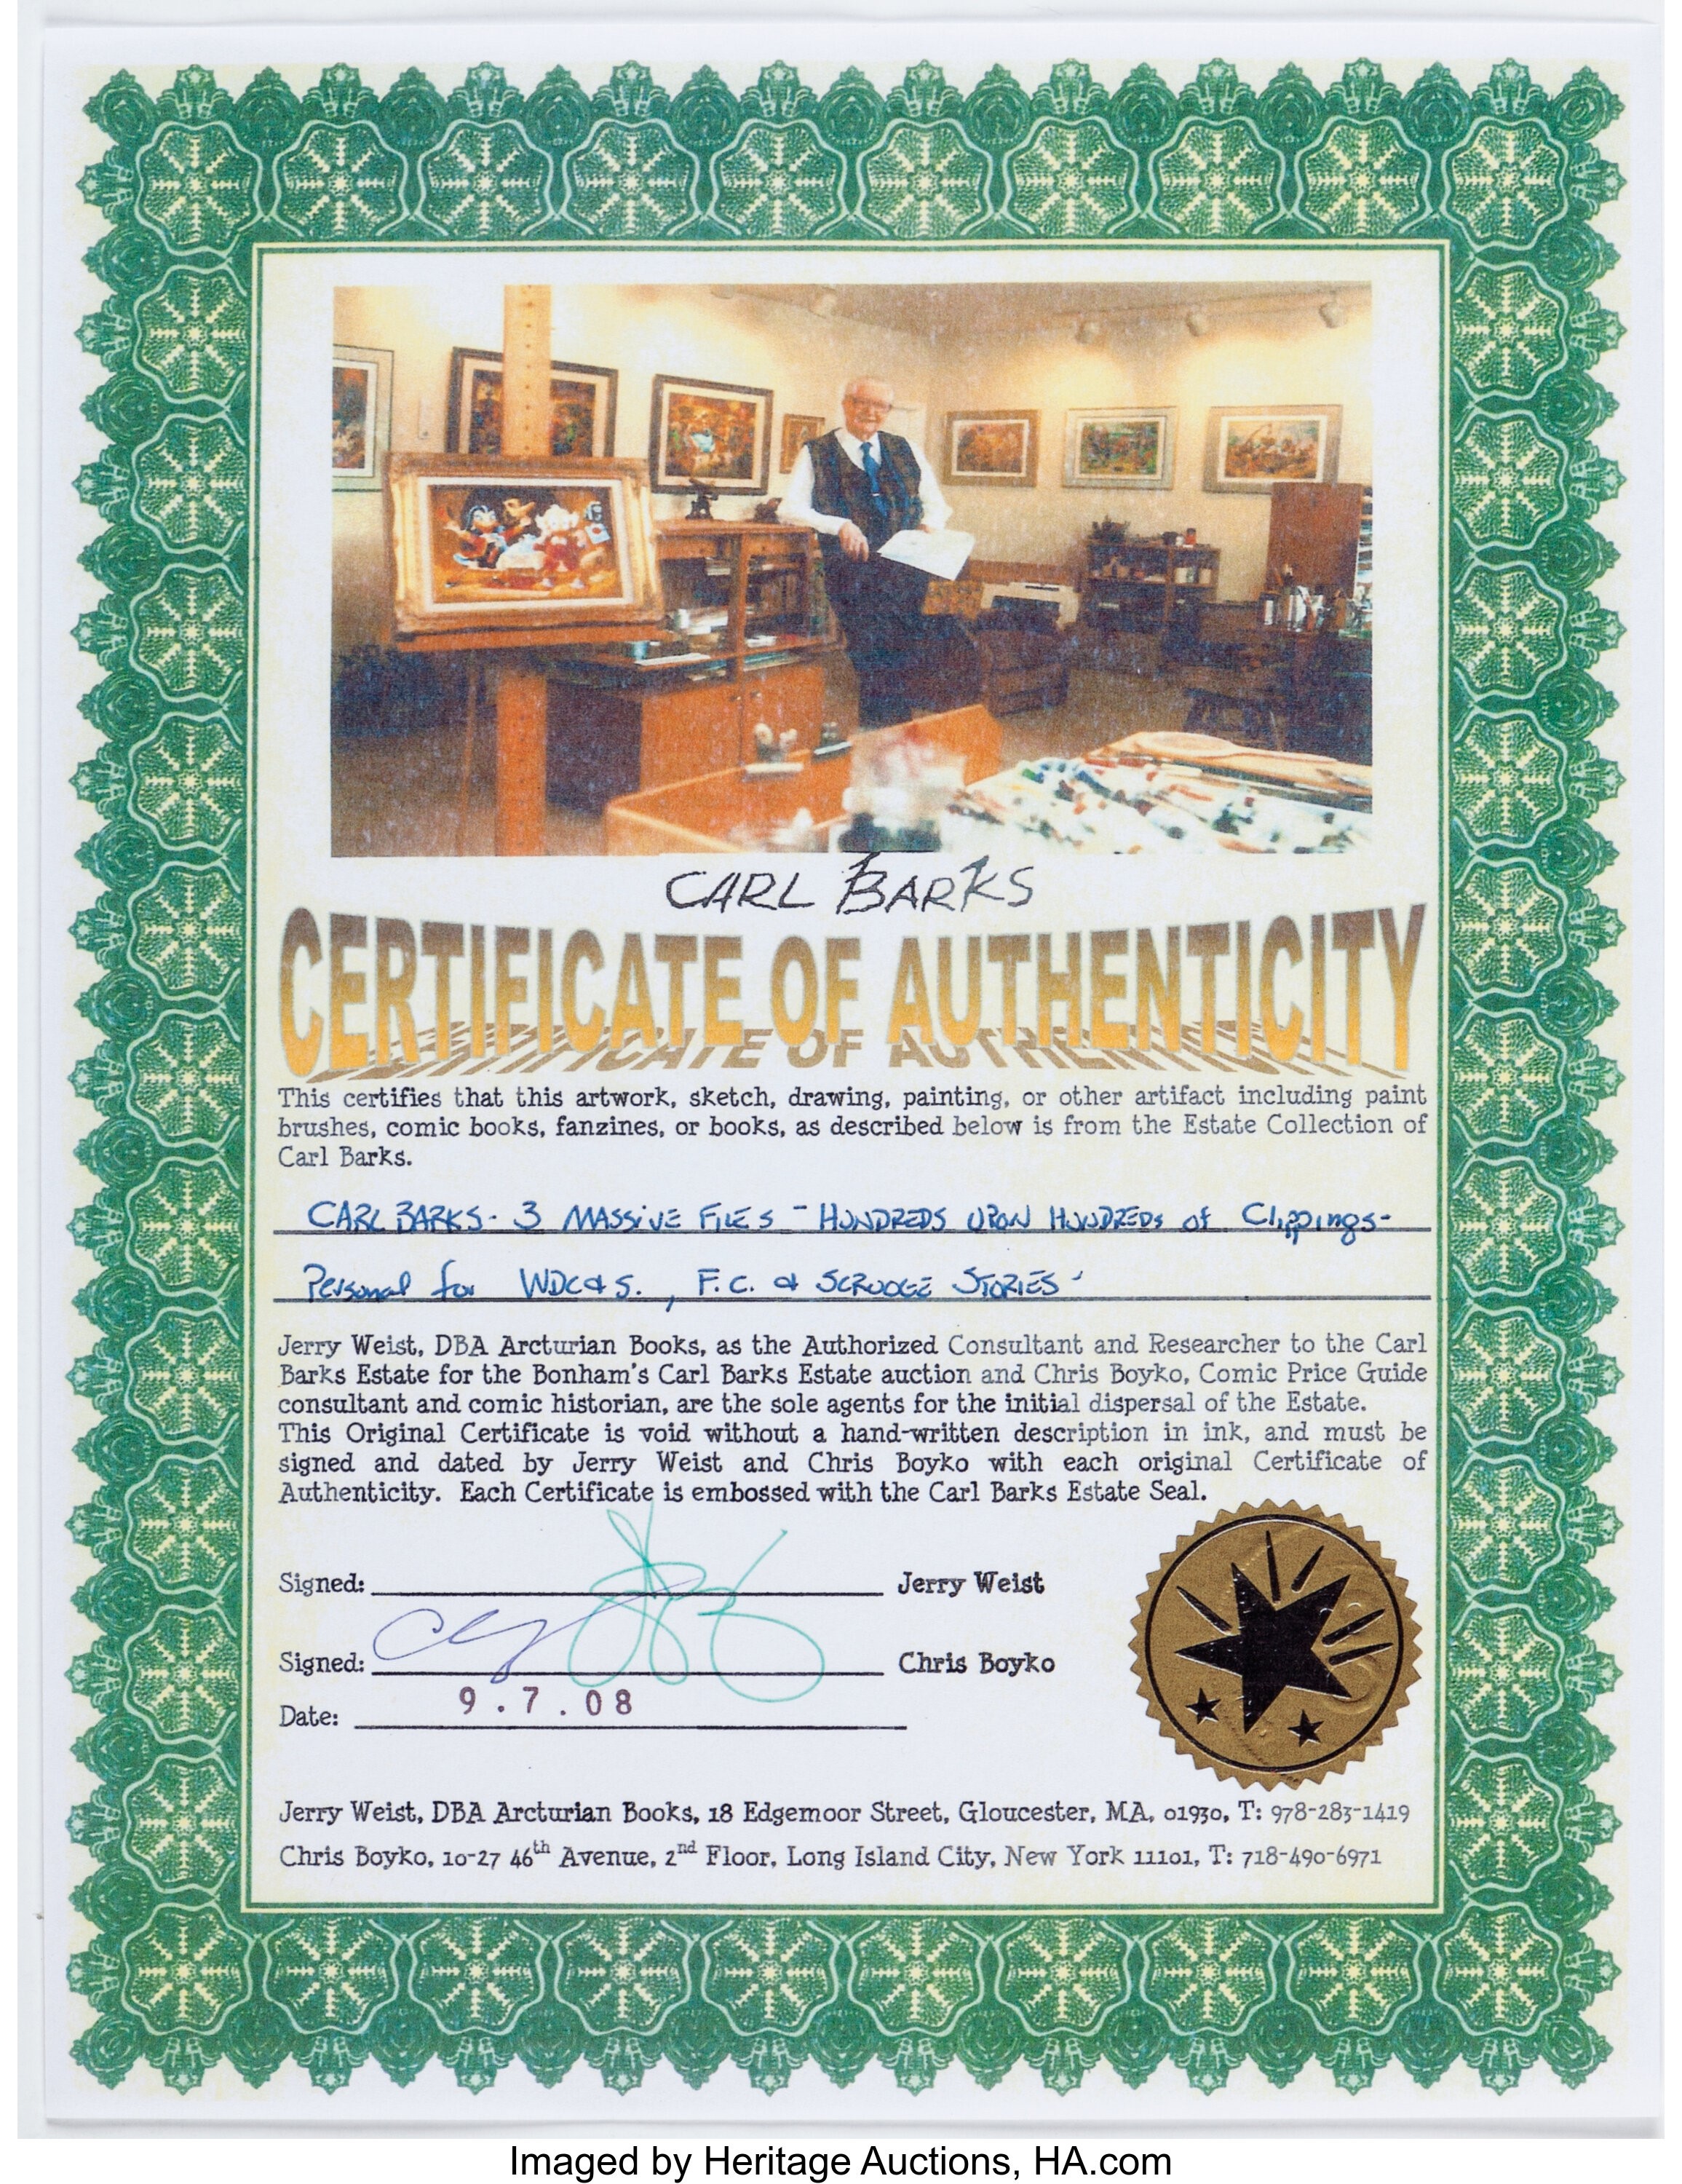 CARL BARKS
CERTIFICATE OF AUTHENTICITY
This certifies that this artwork, sketch, drawing, painting, or other artifact including paint
brushes, comic books, fanzines, or books, as described below is from the Estate Collection of
Carl Barks.
CARL BARKS - 3 MASSIVE FILES - HUNDREDS UPON HUNDREDS of Clippings -
Personal for WDC&S., F.C. & SCROOGE STORIES -
Jerry Weist, DBA Arcturian Books, as the Authorized Consultant and Researcher to the Carl
Barks Estate for the Bonham's Carl Barks Estate auction and Chris Boyko, Comic Price Guide
consultant and comic historian, are the sole agents for the initial dispersal of the Estate.
This Original Certificate is void without a hand-written description in ink, and must be
signed and dated by Jerry Weist and Chris Boyko with each original Certificate of
Authenticity. Each Certificate is embossed with the Carl Barks Estate Seal.
Signed: Jerry Weist
Signed: Chris Boyko
Date: 9.7.08
Jerry Weist, DBA Arcturian Books, 18 Edgemoor Street, Gloucester, MA, 01930, T: 978-283-1419
Chris Boyko, 10-27 46th Avenue, 2nd Floor, Long Island City, New York 11101, T: 718-490-6971
Imaged by Heritage Auctions, HA.com